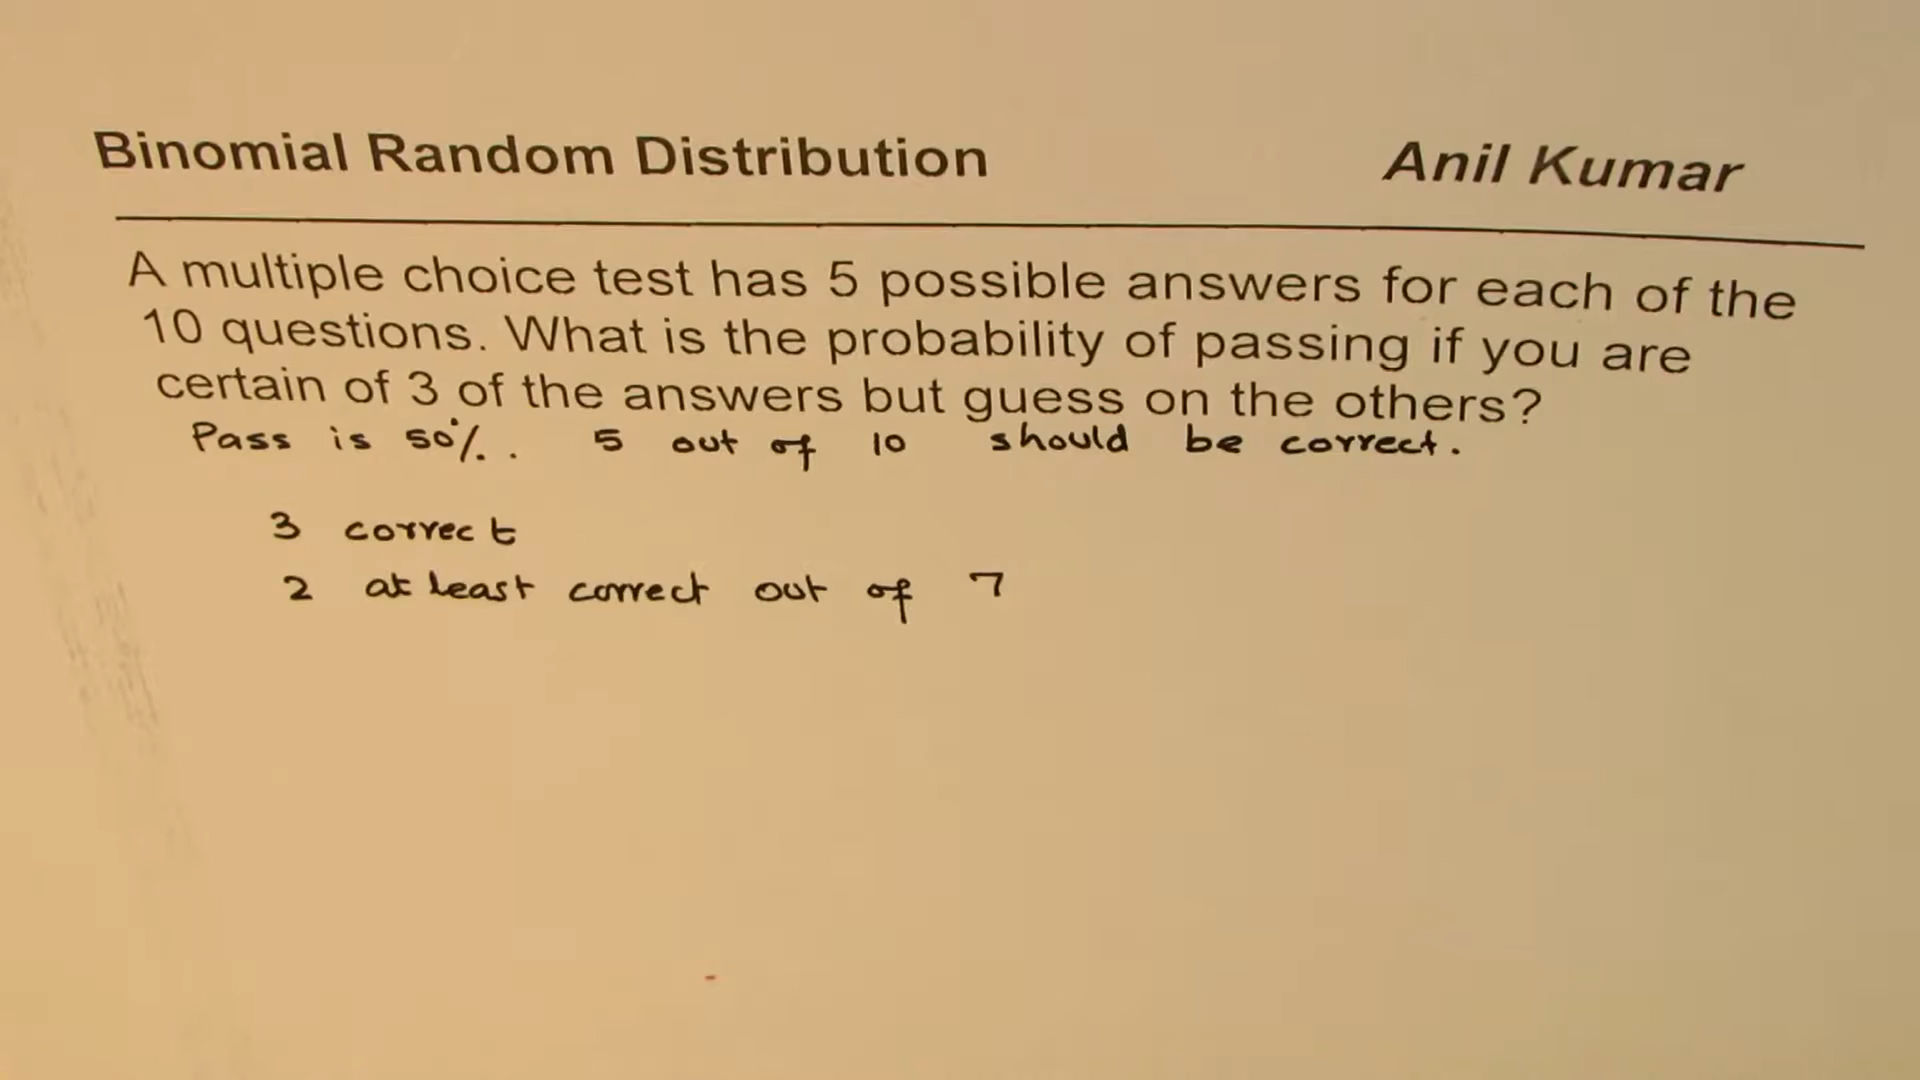 Binomial Random Distribution Anil Kumar
A multiple choice test has 5 possible answers for each of the
10 questions. What is the probability of passing if you are
certain of 3 of the answers but guess on the others?
Pass is 50%. 5 out of 10 should be correct.
3 correct
2 at least correct out of 7